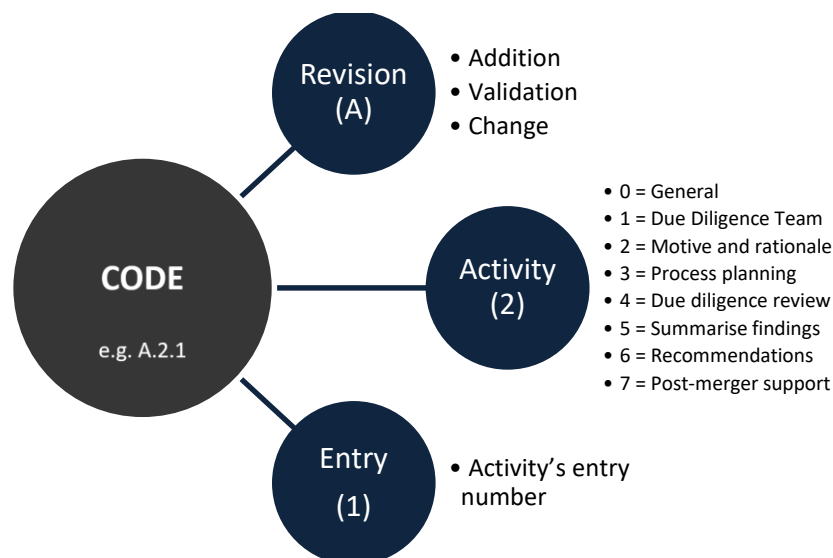 Revision
(A)
• Addition
• Validation
• Change
CODE
e.g. A.2.1
Activity
(2)
• 0 = General
• 1 = Due Diligence Team
• 2 = Motive and rationale
• 3 = Process planning
• 4 = Due diligence review
• 5 = Summarise findings
• 6 = Recommendations
• 7 = Post-merger support
Entry
(1)
• Activity’s entry
number